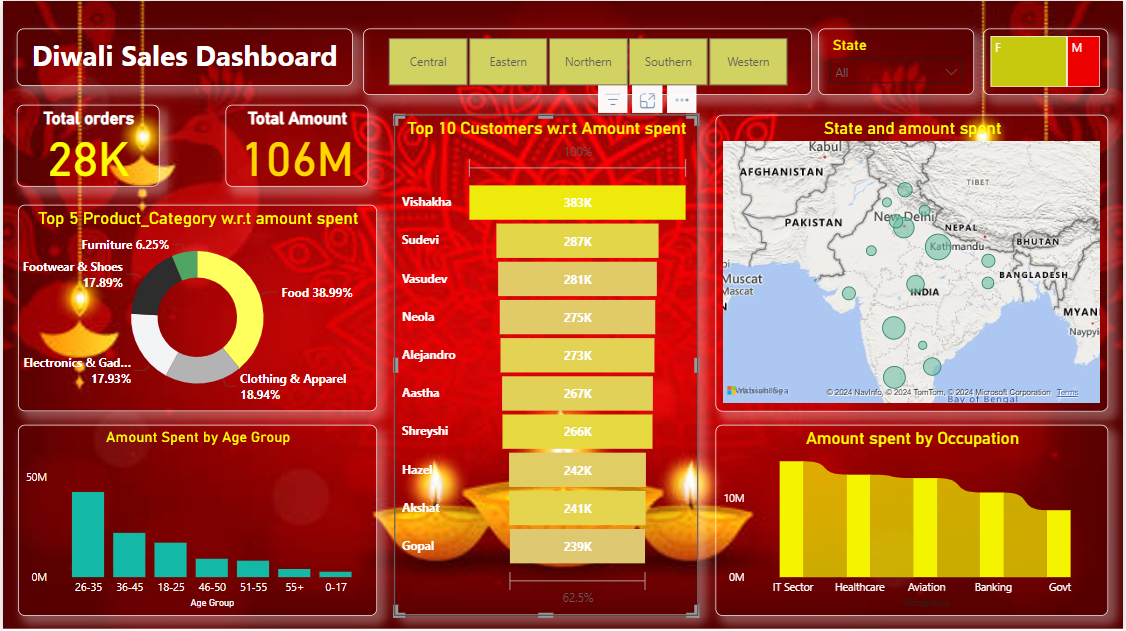 Diwali Sales Dashboard
Central
Eastern
Northern
Southern
Western
State
All
F
M
Total orders
28K
Total Amount
106M
Top 5 Product_Category w.r.t amount spent
Furniture 6.25%
Footwear & Shoes
17.89%
Food 38.99%
Electronics & Gad...
17.93%
Clothing & Apparel
18.94%
Amount Spent by Age Group
50M
0M
26-35
36-45
18-25
46-50
51-55
55+
0-17
Age Group
Top 10 Customers w.r.t Amount spent
100%
Vishakha
383K
Sudevi
287K
Vasudev
281K
Neola
275K
Alejandro
273K
Aastha
267K
Shreyshi
266K
Hazel
242K
Akshat
241K
Gopal
239K
62.5%
State and amount spent
Kabul
AFGHANISTAN
TIBET
PAKISTAN
New Delhi
NEPAL
Kathmandu
BHUTAN
BANGLADESH
Muscat
Mascat
INDIA
MYAN
Naypyi
© 2024 NavInfo, © 2024 TomTom, © 2024 Microsoft Corporation
Terms
Bay of Bengal
Amount spent by Occupation
10M
0M
IT Sector
Healthcare
Aviation
Banking
Govt